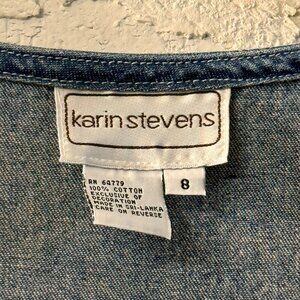 karin stevens
RN 60779
100% COTTON
EXCLUSIVE OF
DECORATION
MADE IN SRI-LANKA
CARE ON REVERSE
8